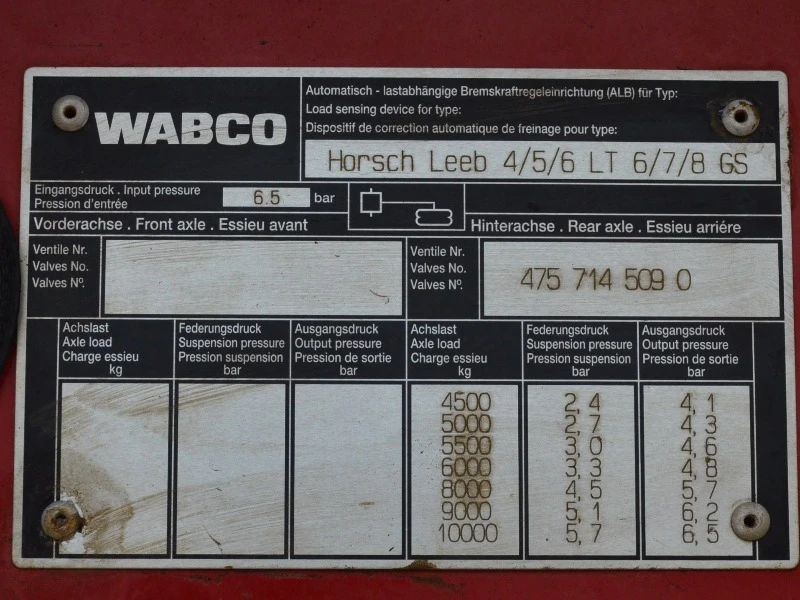 WABCO
Automatisch - lastabhängige Bremskraftregeleinrichtung (ALB) für Typ:
Load sensing device for type:
Dispositif de correction automatique de freinage pour type:
Horsch Leeb 4/5/6 LT 6/7/8 GS
Eingangsdruck . Input pressure
Pression d'entrée
6.5 bar
Vorderachse . Front axle . Essieu avant
Hinterachse . Rear axle . Essieu arriére
Ventile Nr.
Valves No.
Valves Nº.
Ventile Nr.
Valves No.
Valves Nº.
475 714 509 0
Achslast
Axle load
Charge essieu
kg
Federungsdruck
Suspension pressure
Pression suspension
bar
Ausgangsdruck
Output pressure
Pression de sortie
bar
Achslast
Axle load
Charge essieu
kg
Federungsdruck
Suspension pressure
Pression suspension
bar
Ausgangsdruck
Output pressure
Pression de sortie
bar
4500 2,4 4,1
5000 2,7 4,3
5500 3,0 4,6
6000 3,3 4,8
8000 4,5 5,7
9000 5,1 6,2
10000 5,7 6,5